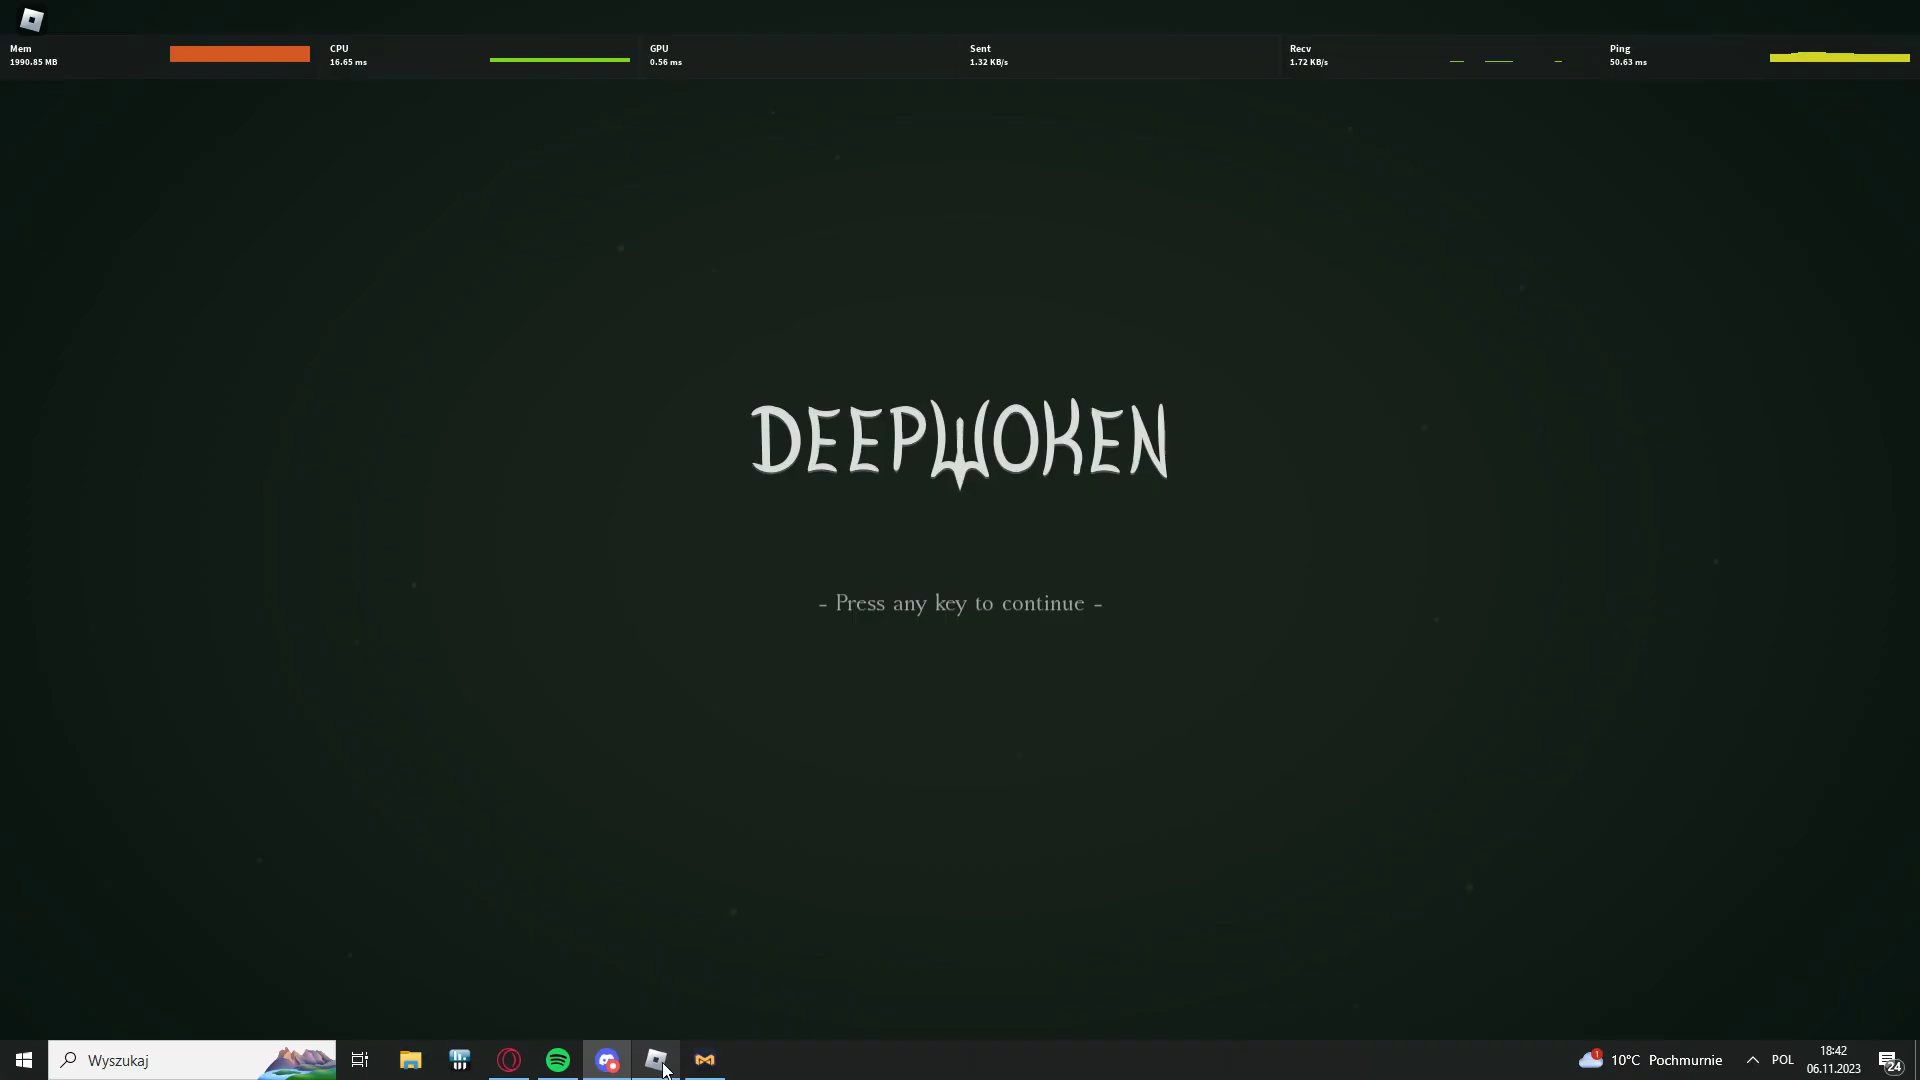 Mem
1990.85 MB
CPU
16.65 ms
GPU
0.56 ms
Sent
1.32 KB/s
Recv
1.72 KB/s
Ping
50.63 ms
DEEPWOKEN
- Press any key to continue -
Wyszukaj
1
10°C Pochmurnie
POL
18:42
06.11.2023
24